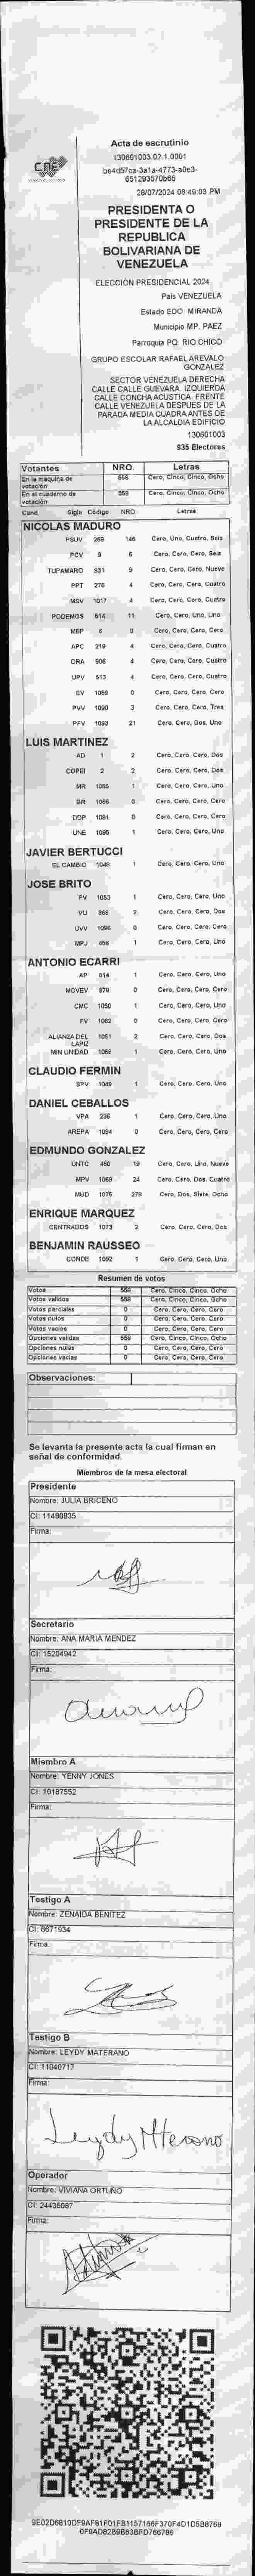 CNE
Acta de escrutinio
130601003.02.1.0001
be4d57ca-3a1a-4773-a0e3-
651293570b66
28/07/2024 06:49:03 PM
PRESIDENTA O
PRESIDENTE DE LA
REPUBLICA
BOLIVARIANA DE
VENEZUELA
ELECCIÓN PRESIDENCIAL 2024
País VENEZUELA
Estado EDO. MIRANDA
Municipio MP. PAEZ
Parroquia PQ. RIO CHICO
GRUPO ESCOLAR RAFAEL AREVALO
GONZALEZ
SECTOR VENEZUELA DERECHA
CALLE CALLE GUEVARA. IZQUIERDA
CALLE CONCHA ACUSTICA. FRENTE
CALLE VENEZUELA DESPUES DE LA
PARADA MEDIA CUADRA ANTES DE
LA ALCALDIA EDIFICIO
130601003
935 Electores
Votantes NRO. Letras
En la máquina de votación 558 Cero, Cinco, Cinco, Ocho
En el cuaderno de votación 558 Cero, Cinco, Cinco, Ocho
Cand. Sigla Código NRO Letras
NICOLAS MADURO
PSUV 269 146 Cero, Uno, Cuatro, Seis
PCV 9 6 Cero, Cero, Cero, Seis
TUPAMARO 931 9 Cero, Cero, Cero, Nueve
PPT 276 4 Cero, Cero, Cero, Cuatro
MSV 1017 4 Cero, Cero, Cero, Cuatro
PODEMOS 514 11 Cero, Cero, Uno, Uno
MEP 6 0 Cero, Cero, Cero, Cero
APC 219 4 Cero, Cero, Cero, Cuatro
ORA 906 4 Cero, Cero, Cero, Cuatro
UPV 613 4 Cero, Cero, Cero, Cuatro
EV 1089 0 Cero, Cero, Cero, Cero
PVV 1090 3 Cero, Cero, Cero, Tres
PFV 1093 21 Cero, Cero, Dos, Uno
LUIS MARTINEZ
AD 1 2 Cero, Cero, Cero, Dos
COPEI 2 2 Cero, Cero, Cero, Dos
MR 1065 1 Cero, Cero, Cero, Uno
BR 1066 0 Cero, Cero, Cero, Cero
DDP 1091 0 Cero, Cero, Cero, Cero
UNE 1095 1 Cero, Cero, Cero, Uno
JAVIER BERTUCCI
EL CAMBIO 1048 1 Cero, Cero, Cero, Uno
JOSE BRITO
PV 1053 1 Cero, Cero, Cero, Uno
VU 866 2 Cero, Cero, Cero, Dos
UVV 1096 0 Cero, Cero, Cero, Cero
MPJ 458 1 Cero, Cero, Cero, Uno
ANTONIO ECARRI
AP 814 1 Cero, Cero, Cero, Uno
MOVEV 879 0 Cero, Cero, Cero, Cero
CMC 1050 1 Cero, Cero, Cero, Uno
FV 1062 0 Cero, Cero, Cero, Cero
ALIANZA DEL LAPIZ 1051 2 Cero, Cero, Cero, Dos
MIN UNIDAD 1068 1 Cero, Cero, Cero, Uno
CLAUDIO FERMIN
SPV 1049 1 Cero, Cero, Cero, Uno
DANIEL CEBALLOS
VPA 236 1 Cero, Cero, Cero, Uno
AREPA 1094 0 Cero, Cero, Cero, Cero
EDMUNDO GONZALEZ
UNTC 450 19 Cero, Cero, Uno, Nueve
MPV 1069 24 Cero, Cero, Dos, Cuatro
MUD 1075 278 Cero, Dos, Siete, Ocho
ENRIQUE MARQUEZ
CENTRADOS 1073 2 Cero, Cero, Cero, Dos
BENJAMIN RAUSSEO
CONDE 1092 1 Cero, Cero, Cero, Uno
Resumen de votos
Votos 558 Cero, Cinco, Cinco, Ocho
Votos válidos 558 Cero, Cinco, Cinco, Ocho
Votos parciales 0 Cero, Cero, Cero, Cero
Votos nulos 0 Cero, Cero, Cero, Cero
Votos vacíos 0 Cero, Cero, Cero, Cero
Opciones válidas 558 Cero, Cinco, Cinco, Ocho
Opciones nulas 0 Cero, Cero, Cero, Cero
Opciones vacías 0 Cero, Cero, Cero, Cero
Observaciones:
Se levanta la presente acta la cual firman en
señal de conformidad.
Miembros de la mesa electoral
Presidente
Nombre: JULIA BRICENO
CI: 11480835
Firma:
Secretario
Nombre: ANA MARIA MENDEZ
CI: 15204942
Firma:
Miembro A
Nombre: YENNY JONES
CI: 10187552
Firma:
Testigo A
Nombre: ZENAIDA BENITEZ
CI: 6671934
Firma:
Testigo B
Nombre: LEYDY MATERANO
CI: 11040717
Firma:
Leydy Materano
Operador
Nombre: VIVIANA ORTUÑO
CI: 24436087
Firma:
9E02D6810DF9AF81F01FB1157166F370F4D1D5B8769
0F9AD8289B63BFD766786